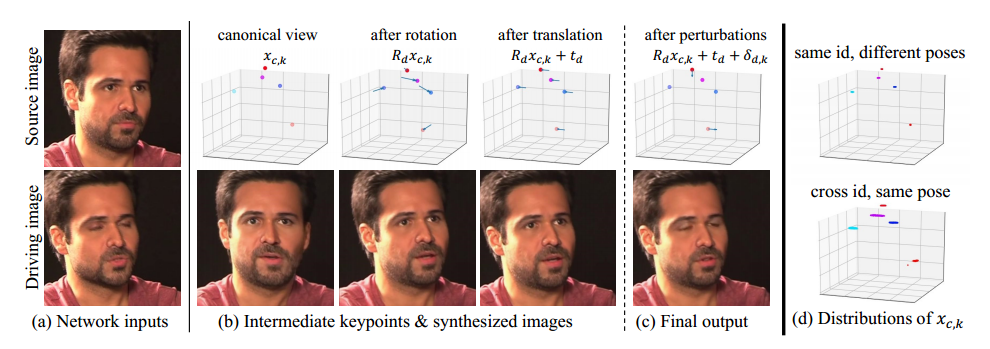 Source image
Driving image
canonical view
x_{c,k}
after rotation
R_d x_{c,k}
after translation
R_d x_{c,k} + t_d
after perturbations
R_d x_{c,k} + t_d + δ_{d,k}
same id, different poses
cross id, same pose
(a) Network inputs
(b) Intermediate keypoints & synthesized images
(c) Final output
(d) Distributions of x_{c,k}